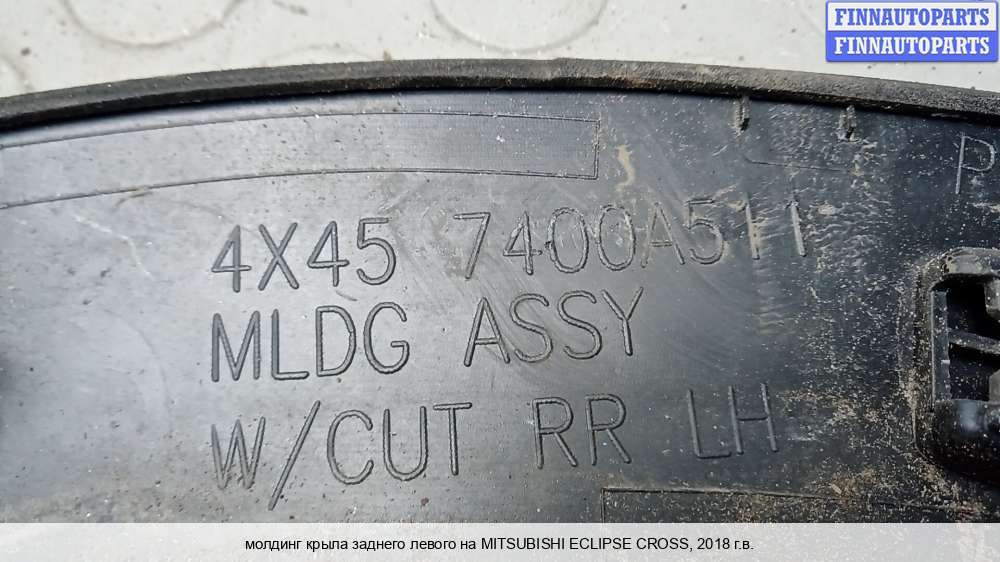 FINNAUTOPARTS
FINNAUTOPARTS
P
4X45 7400A511
MLDG ASSY
W/CUT RR LH
молдинг крыла заднего левого на MITSUBISHI ECLIPSE CROSS, 2018 г.в.